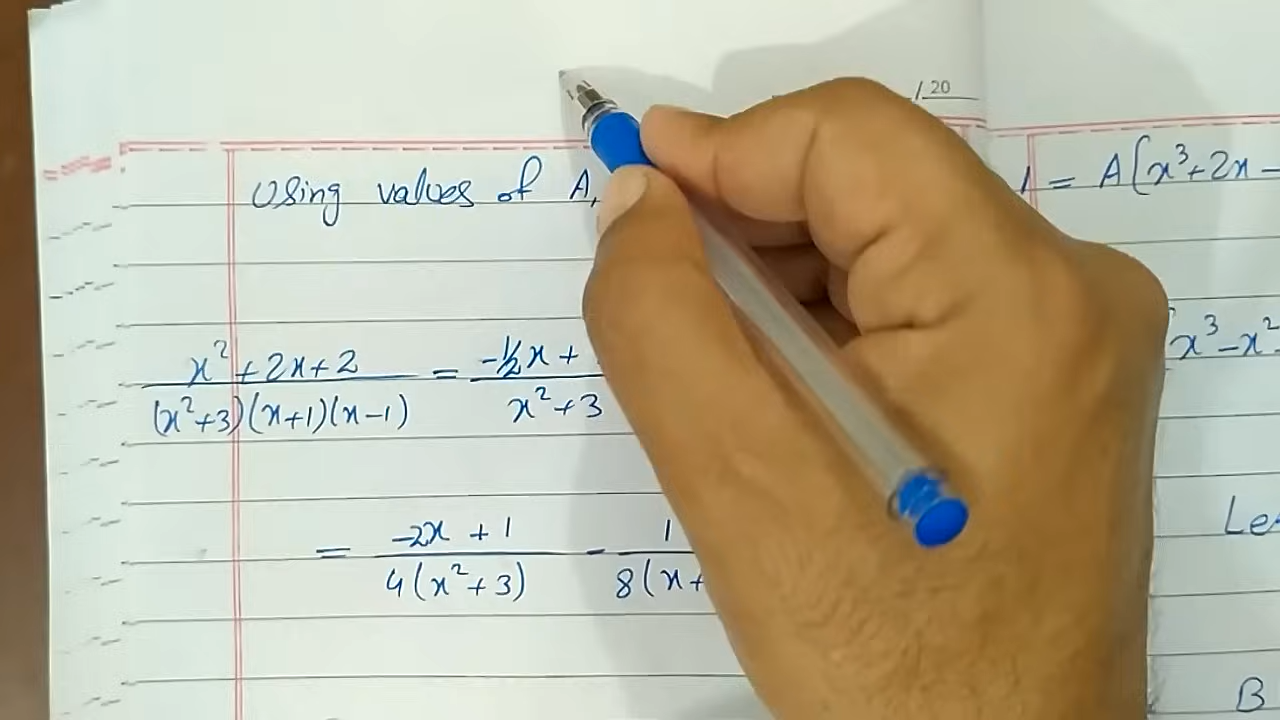 / 20
Using values of A,
x² + 2x + 2 / (x²+3)(x+1)(x-1) = -½x + / x² + 3
= -2x + 1 / 4(x²+3) - 1 / 8(x+
1 = A[x³+2x -
x³ - x²
Le
B